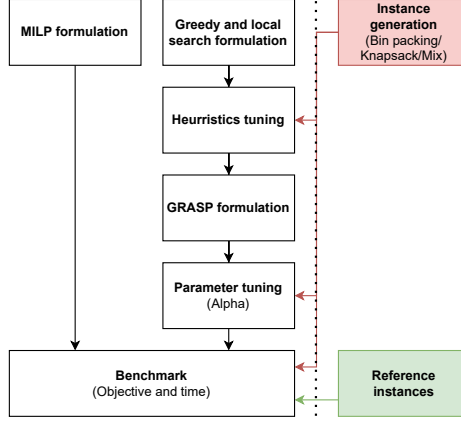 MILP formulation
Greedy and local
search formulation
Instance
generation
(Bin packing/
Knapsack/Mix)
Heurristics tuning
GRASP formulation
Parameter tuning
(Alpha)
Benchmark
(Objective and time)
Reference
instances